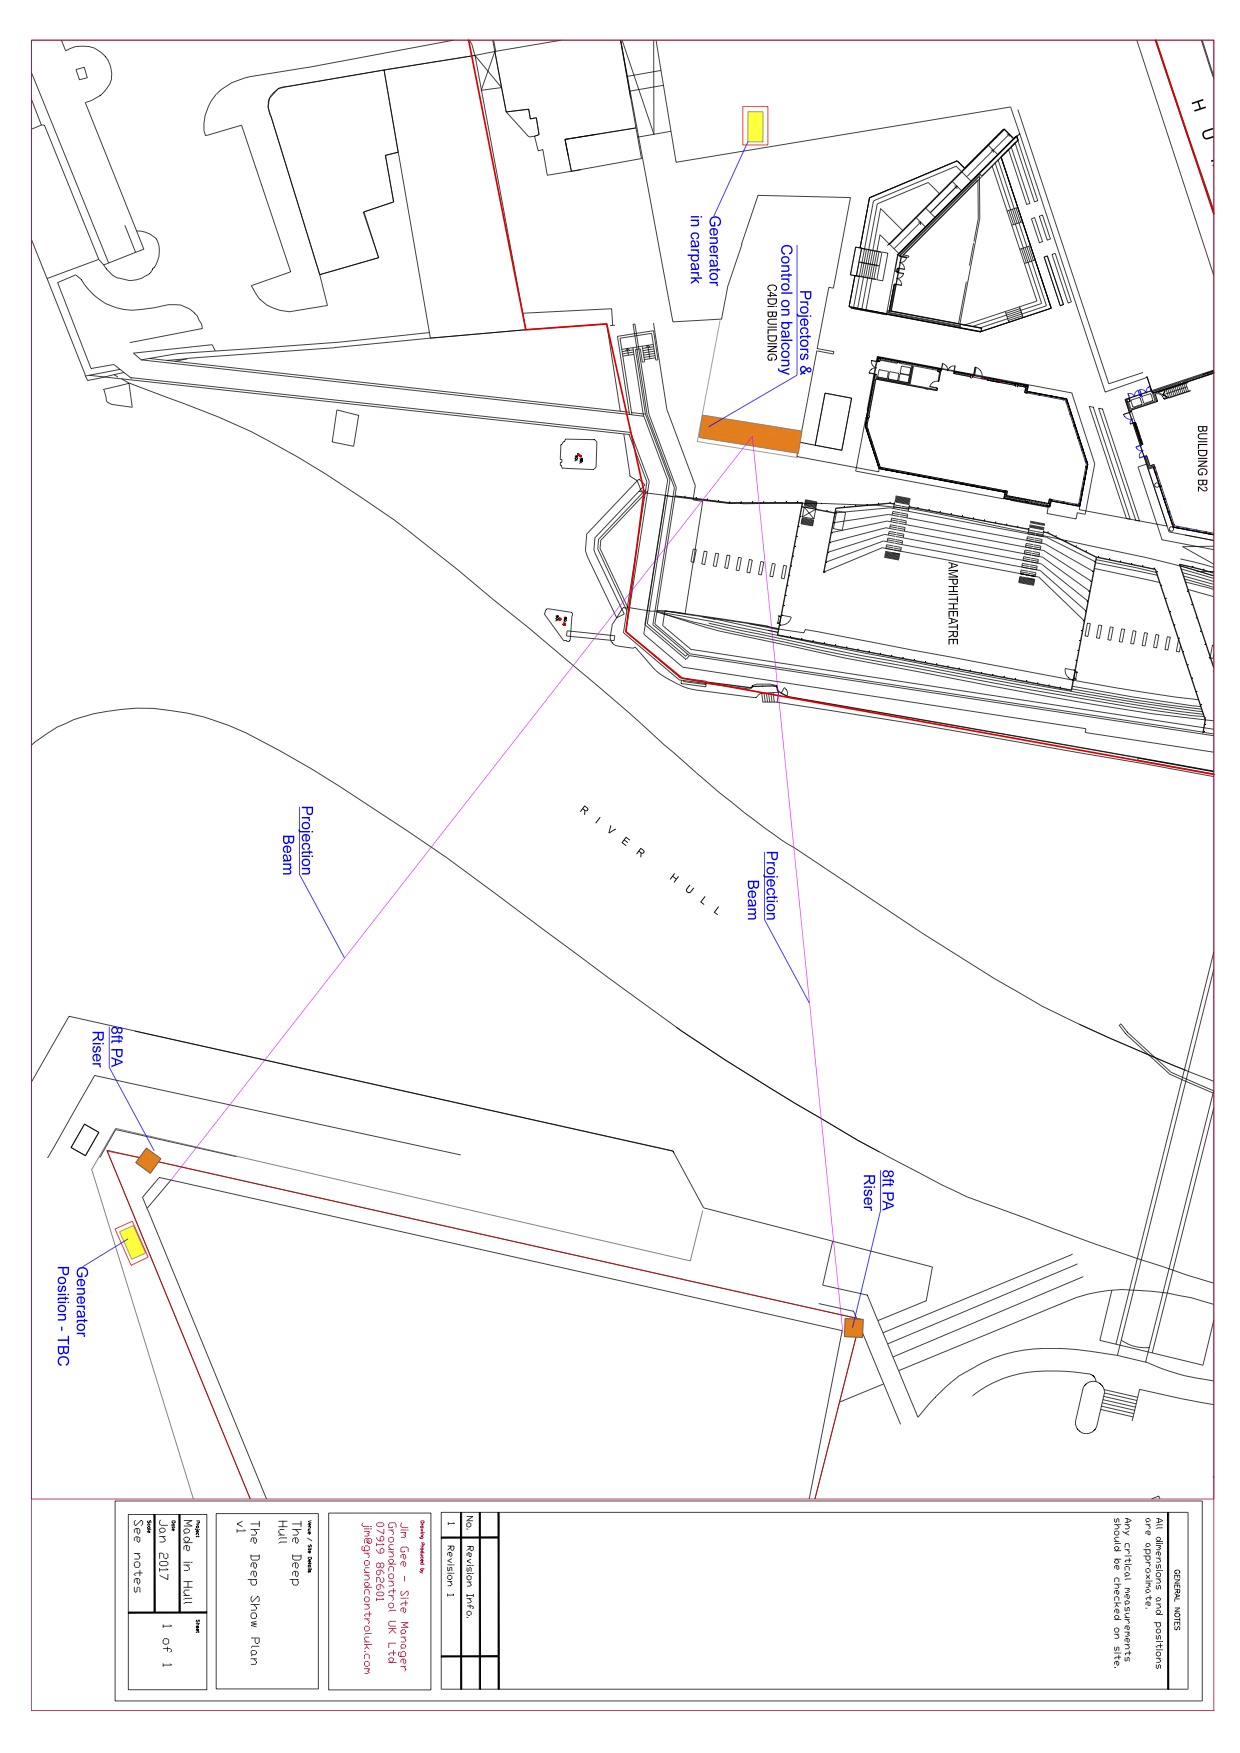 H U
Generator
in carpark
Projectors &
Control on balcony
C4Di BUILDING
BUILDING B2
AMPHITHEATRE
RIVER HULL
Projection
Beam
Projection
Beam
8ft PA
Riser
8ft PA
Riser
Generator
Position - TBC
GENERAL NOTES
All dimensions and positions
are approximate.
Any critical measurements
should be checked on site.
No. Revision Info.
1 Revision 1
Drawing Produced by
Jim Gee - Site Manager
Groundcontrol UK Ltd
07919 862601
jim@groundcontroluk.com
Venue / Site Details
The Deep
Hull
The Deep Show Plan
v1
Project
Made in Hull
Date
Jan 2017
Scale
See notes
Sheet
1 of 1